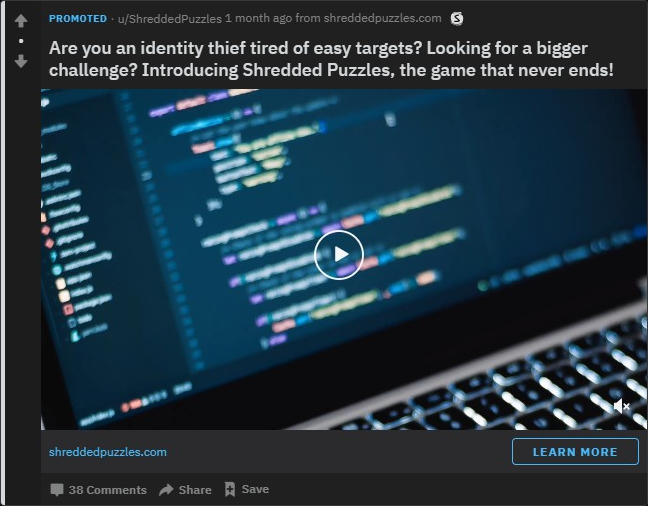 PROMOTED · u/ShreddedPuzzles 1 month ago from shreddedpuzzles.com
Are you an identity thief tired of easy targets? Looking for a bigger
challenge? Introducing Shredded Puzzles, the game that never ends!
shreddedpuzzles.com
LEARN MORE
38 Comments Share Save